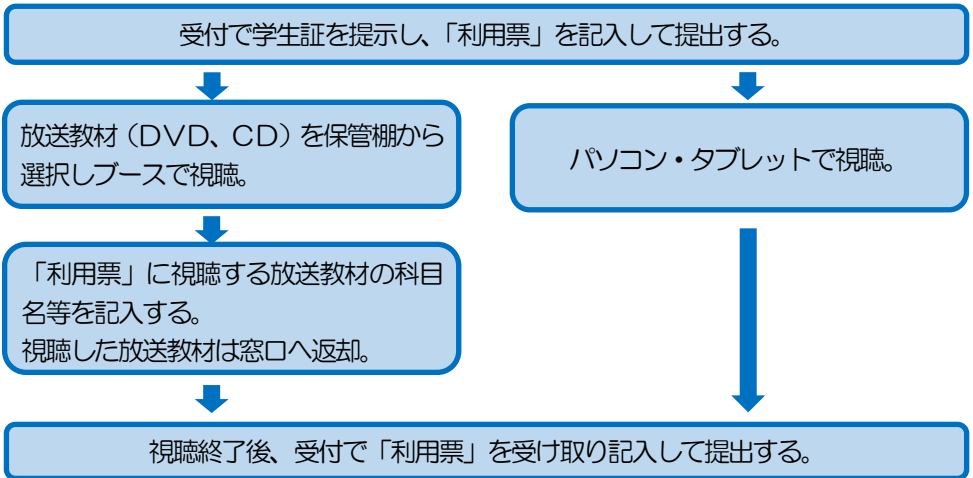 受付で学生証を提示し、「利用票」を記入して提出する。
放送教材（DVD、CD）を保管棚から
選択しブースで視聴。
パソコン・タブレットで視聴。
「利用票」に視聴する放送教材の科目
名等を記入する。
視聴した放送教材は窓口へ返却。
視聴終了後、受付で「利用票」を受け取り記入して提出する。